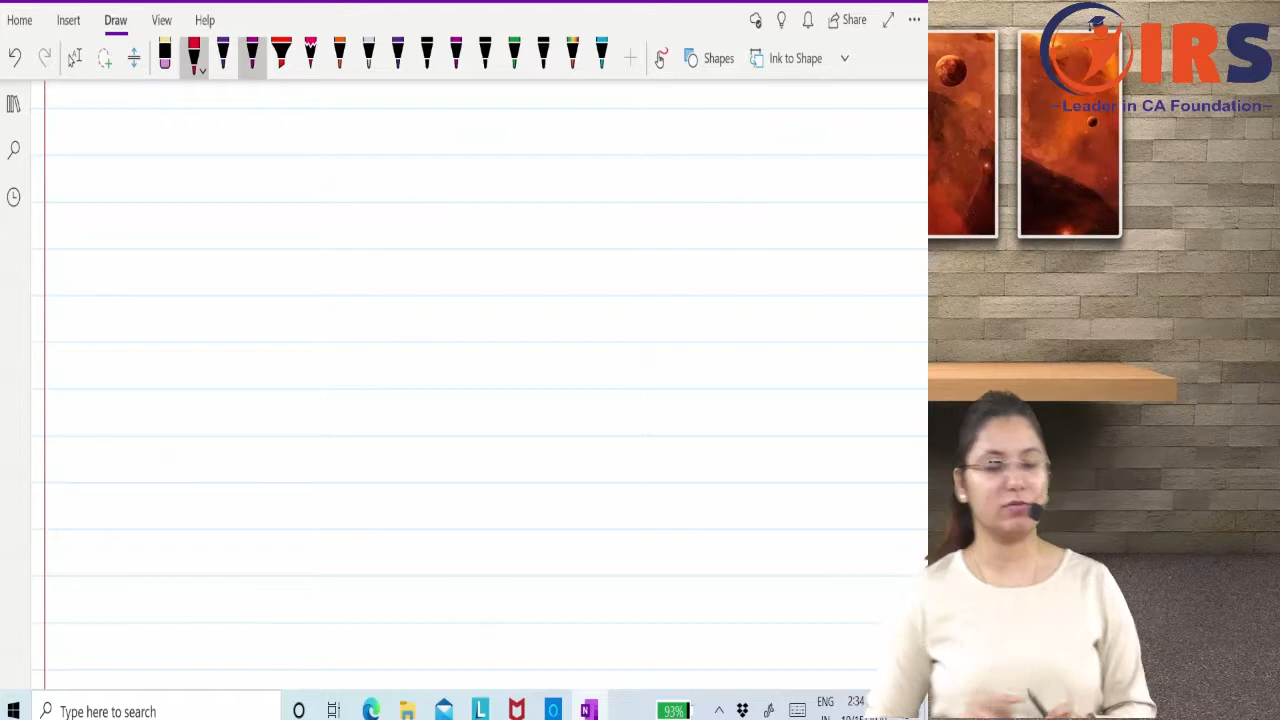 Home Insert Draw View Help
Share
Shapes
Ink to Shape
IRS
Leader in CA Foundation
Type here to search
93%
ENG
2:34
IN